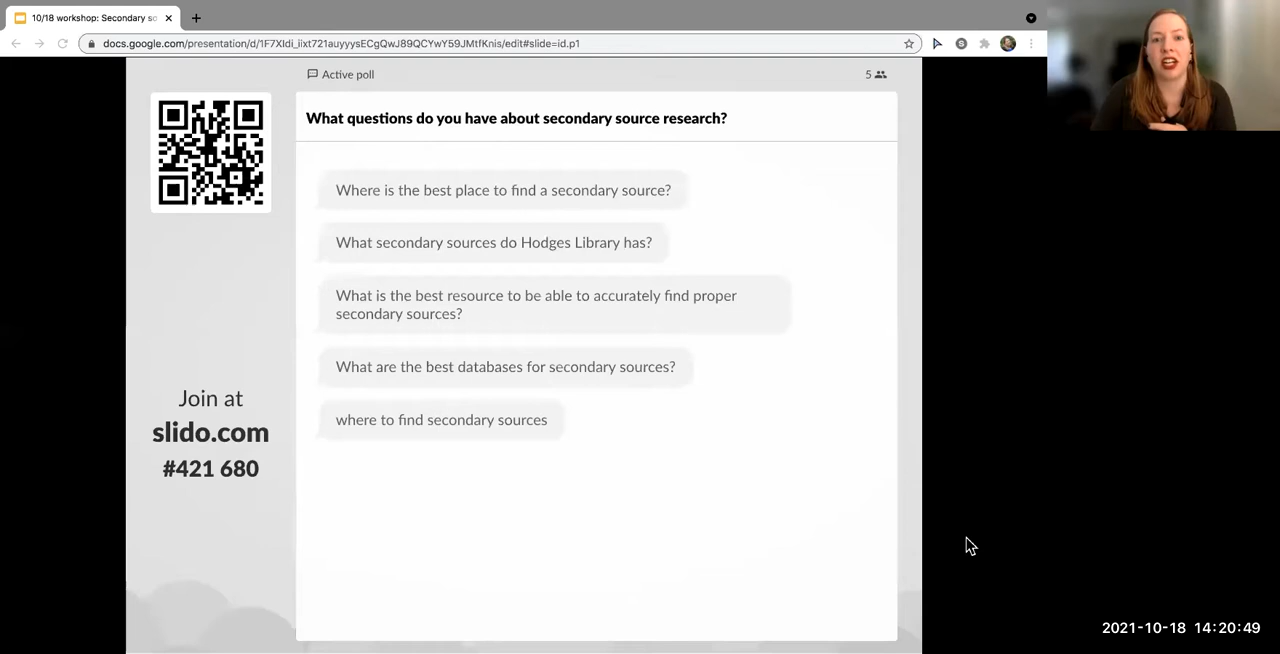 10/18 workshop: Secondary so
docs.google.com/presentation/d/1F7XIdi_iixt721auyyysECgQwJ89QCYwY59JMtfKnis/edit#slide=id.p1
Active poll
5
What questions do you have about secondary source research?
Where is the best place to find a secondary source?
What secondary sources do Hodges Library has?
What is the best resource to be able to accurately find proper
secondary sources?
What are the best databases for secondary sources?
where to find secondary sources
Join at
slido.com
#421 680
2021-10-18 14:20:49